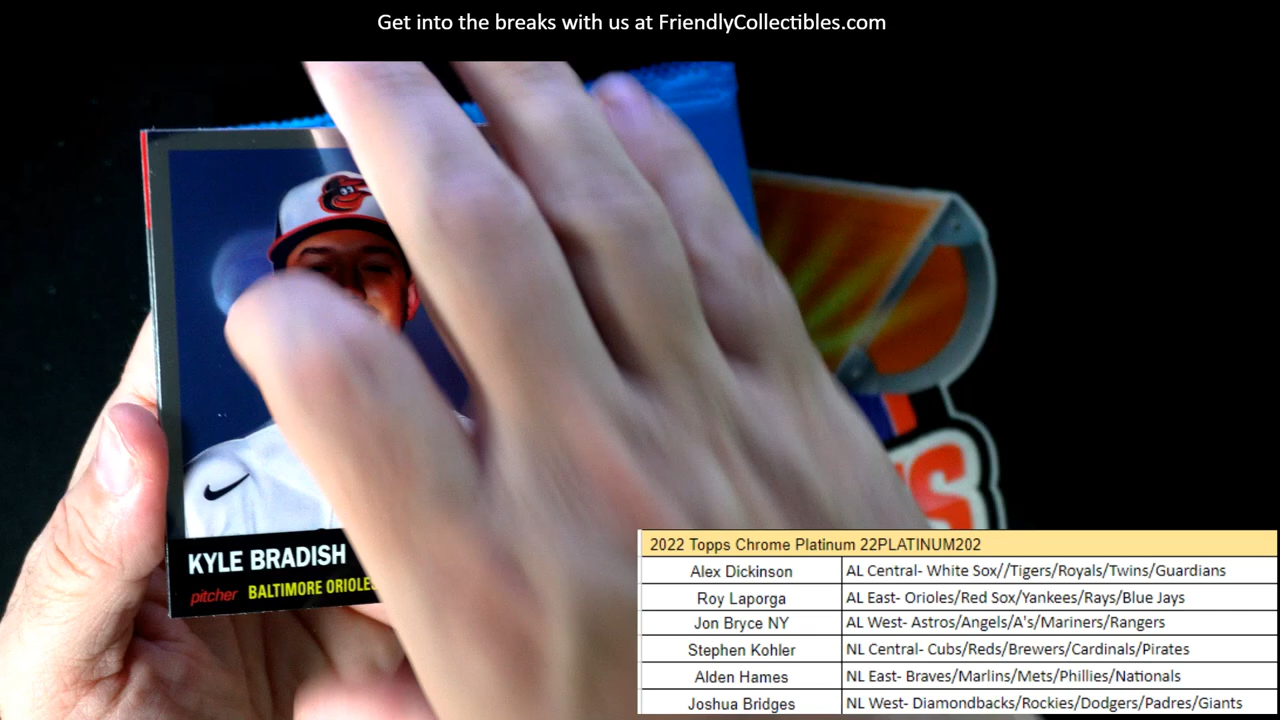 Get into the breaks with us at FriendlyCollectibles.com
KYLE BRADISH
pitcher BALTIMORE ORIOLES
2022 Topps Chrome Platinum 22PLATINUM202
Alex Dickinson AL Central- White Sox//Tigers/Royals/Twins/Guardians
Roy Laporga AL East- Orioles/Red Sox/Yankees/Rays/Blue Jays
Jon Bryce NY AL West- Astros/Angels/A's/Mariners/Rangers
Stephen Kohler NL Central- Cubs/Reds/Brewers/Cardinals/Pirates
Alden Hames NL East- Braves/Marlins/Mets/Phillies/Nationals
Joshua Bridges NL West- Diamondbacks/Rockies/Dodgers/Padres/Giants